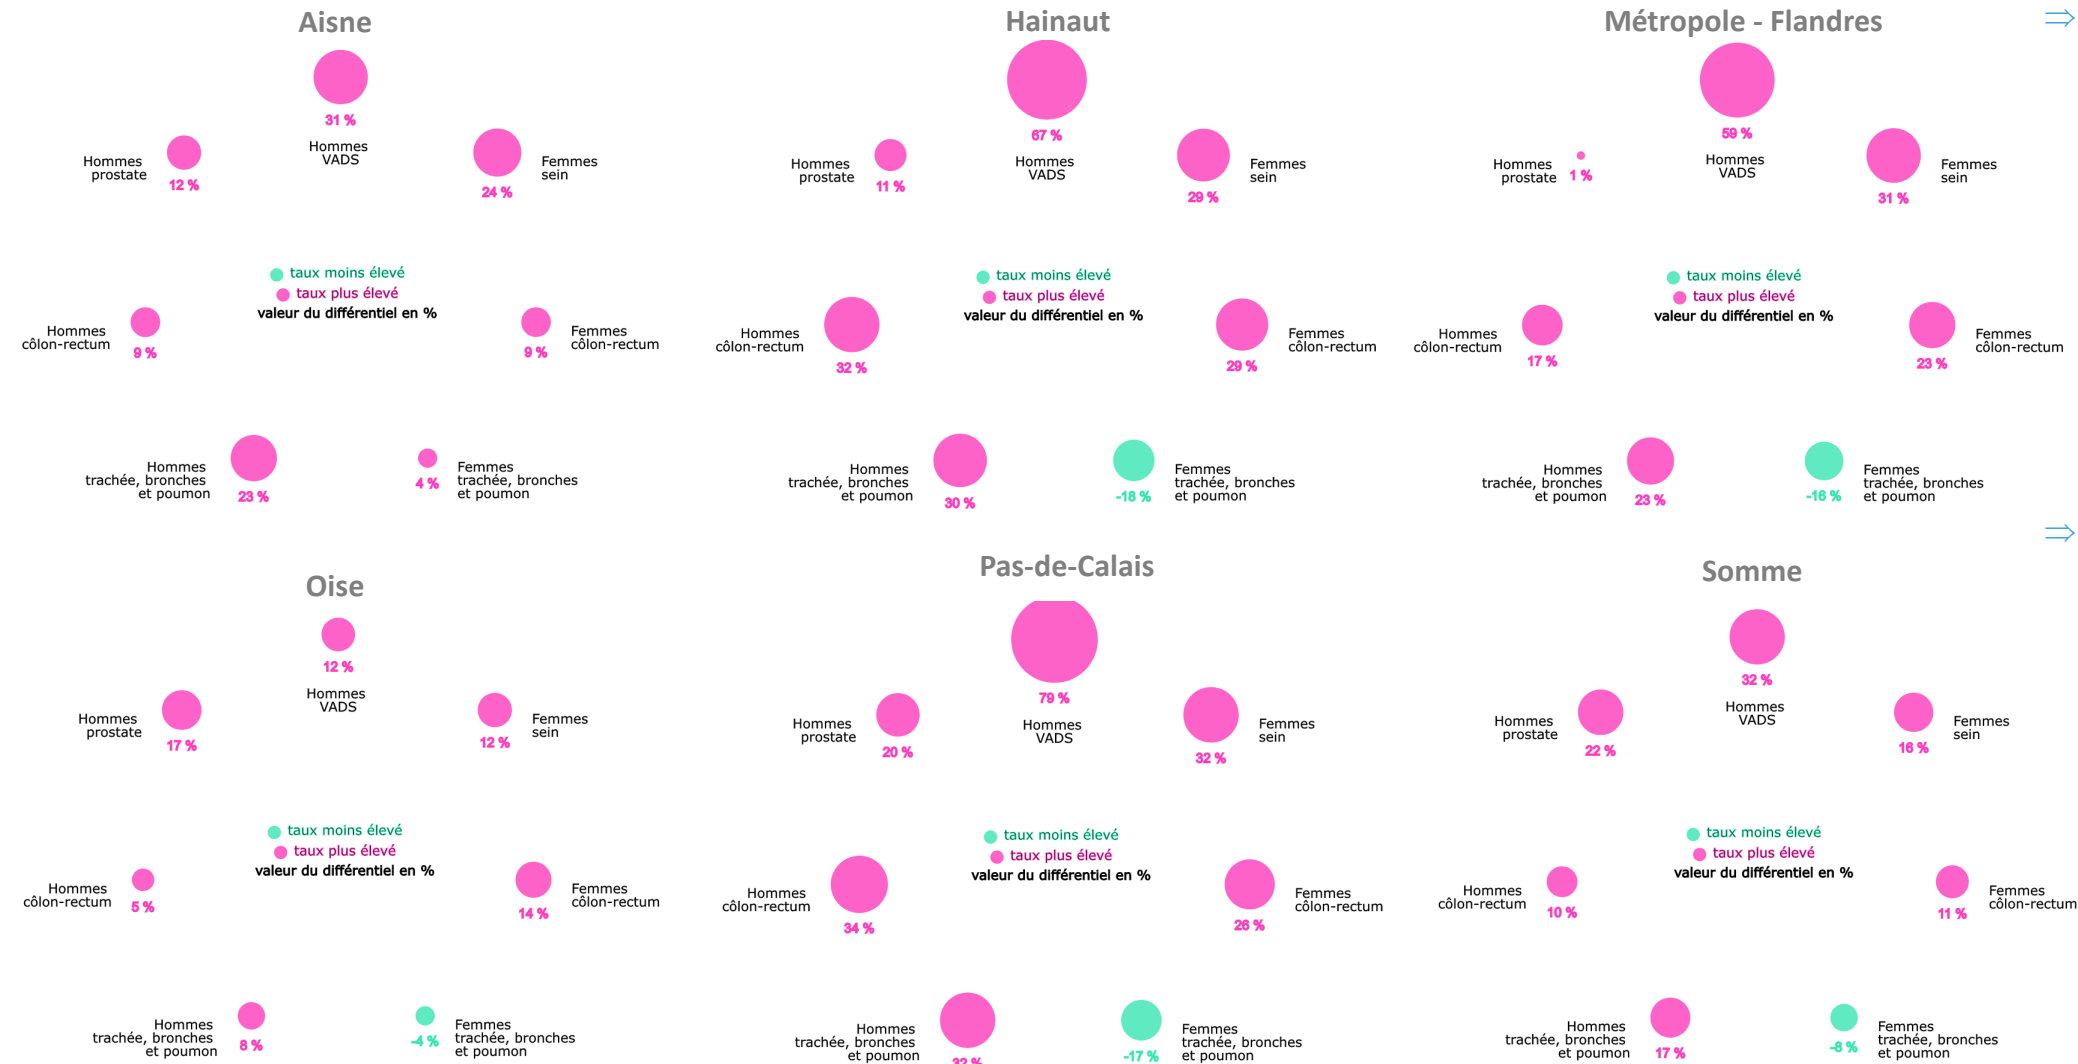 Aisne
31 %
Hommes
VADS
Hommes
prostate
12 %
24 %
Femmes
sein
taux moins élevé
taux plus élevé
valeur du différentiel en %
Hommes
côlon-rectum
9 %
9 %
Femmes
côlon-rectum
Hommes
trachée, bronches
et poumon
23 %
4 %
Femmes
trachée, bronches
et poumon
Hainaut
67 %
Hommes
VADS
Hommes
prostate
11 %
29 %
Femmes
sein
taux moins élevé
taux plus élevé
valeur du différentiel en %
Hommes
côlon-rectum
32 %
29 %
Femmes
côlon-rectum
Hommes
trachée, bronches
et poumon
30 %
-18 %
Femmes
trachée, bronches
et poumon
Métropole - Flandres
59 %
Hommes
VADS
Hommes
prostate
1 %
31 %
Femmes
sein
taux moins élevé
taux plus élevé
valeur du différentiel en %
Hommes
côlon-rectum
17 %
23 %
Femmes
côlon-rectum
Hommes
trachée, bronches
et poumon
23 %
-16 %
Femmes
trachée, bronches
et poumon
Oise
12 %
Hommes
VADS
Hommes
prostate
17 %
12 %
Femmes
sein
taux moins élevé
taux plus élevé
valeur du différentiel en %
Hommes
côlon-rectum
5 %
14 %
Femmes
côlon-rectum
Hommes
trachée, bronches
et poumon
8 %
-4 %
Femmes
trachée, bronches
et poumon
Pas-de-Calais
79 %
Hommes
VADS
Hommes
prostate
20 %
32 %
Femmes
sein
taux moins élevé
taux plus élevé
valeur du différentiel en %
Hommes
côlon-rectum
34 %
26 %
Femmes
côlon-rectum
Hommes
trachée, bronches
et poumon
32 %
-17 %
Femmes
trachée, bronches
et poumon
Somme
32 %
Hommes
VADS
Hommes
prostate
22 %
16 %
Femmes
sein
taux moins élevé
taux plus élevé
valeur du différentiel en %
Hommes
côlon-rectum
10 %
11 %
Femmes
côlon-rectum
Hommes
trachée, bronches
et poumon
17 %
-8 %
Femmes
trachée, bronches
et poumon